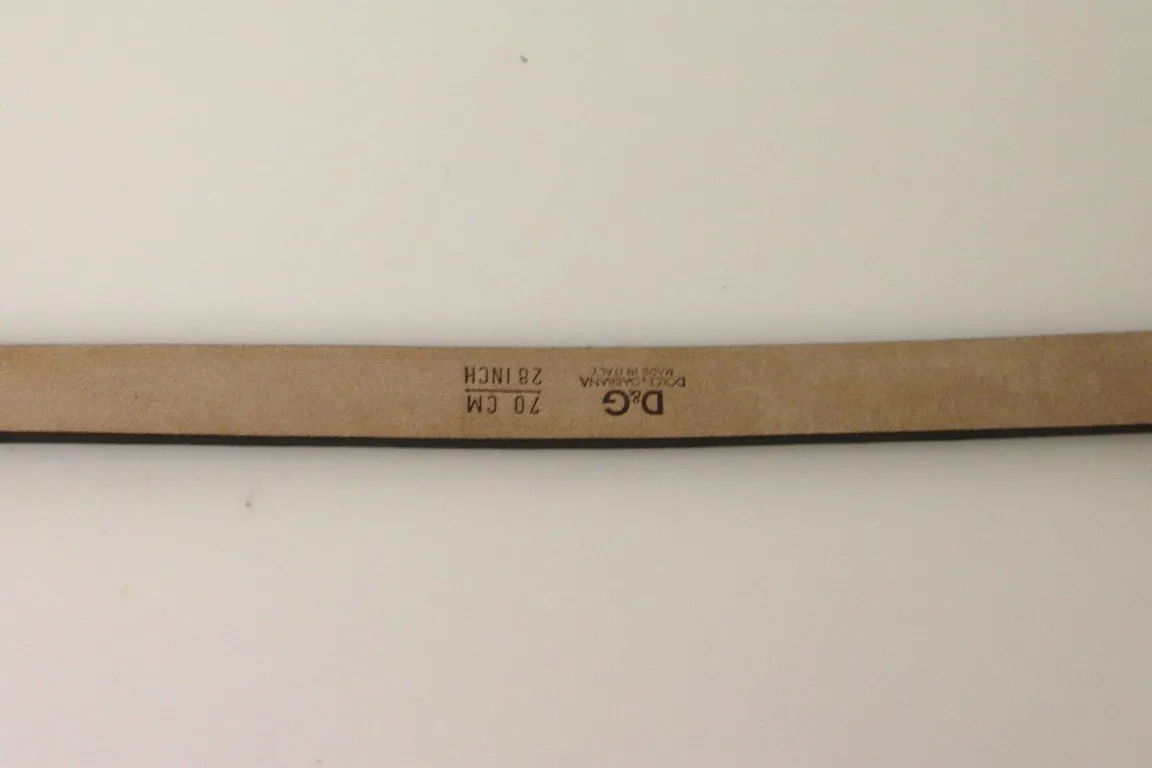 D&G
DOLCE & GABBANA
MADE IN ITALY
70 CM
28 INCH